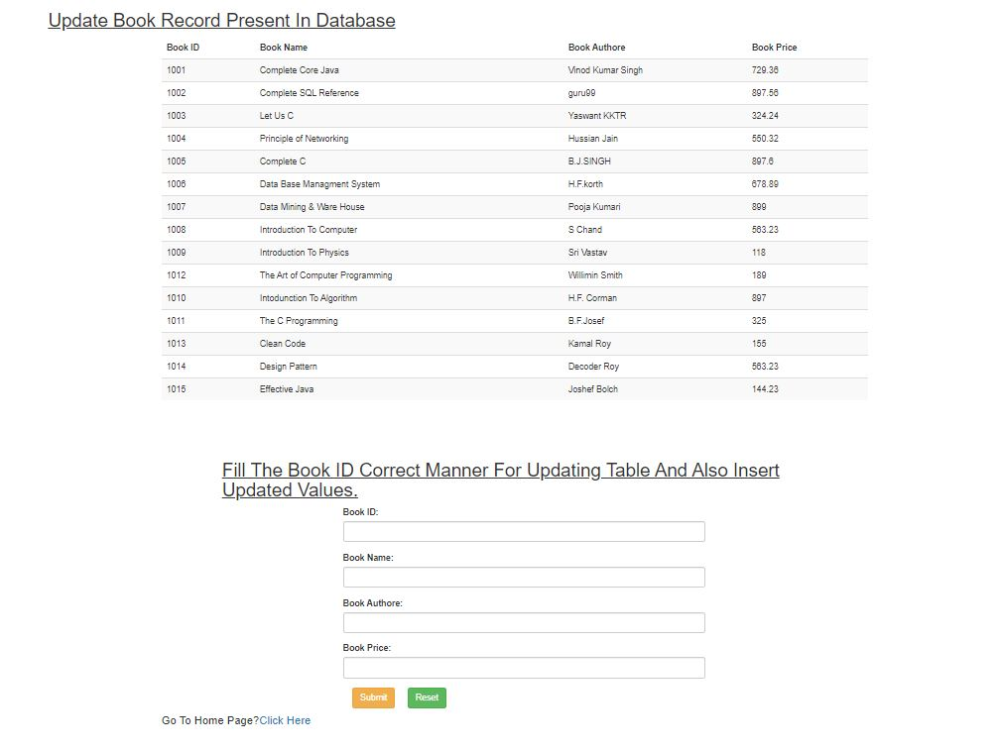 Update Book Record Present In Database
Book ID Book Name Book Authore Book Price
1001 Complete Core Java Vinod Kumar Singh 729.36
1002 Complete SQL Reference guru99 897.56
1003 Let Us C Yaswant KKTR 324.24
1004 Principle of Networking Hussian Jain 550.32
1005 Complete C B.J.SINGH 897.6
1006 Data Base Managment System H.F.korth 678.89
1007 Data Mining & Ware House Pooja Kumari 899
1008 Introduction To Computer S Chand 563.23
1009 Introduction To Physics Sri Vastav 118
1012 The Art of Computer Programming Willimin Smith 189
1010 Intodunction To Algorithm H.F. Corman 897
1011 The C Programming B.F.Josef 325
1013 Clean Code Kamal Roy 155
1014 Design Pattern Decoder Roy 563.23
1015 Effective Java Joshef Bolch 144.23
Fill The Book ID Correct Manner For Updating Table And Also Insert
Updated Values.
Book ID:
Book Name:
Book Authore:
Book Price:
Submit Reset
Go To Home Page?Click Here